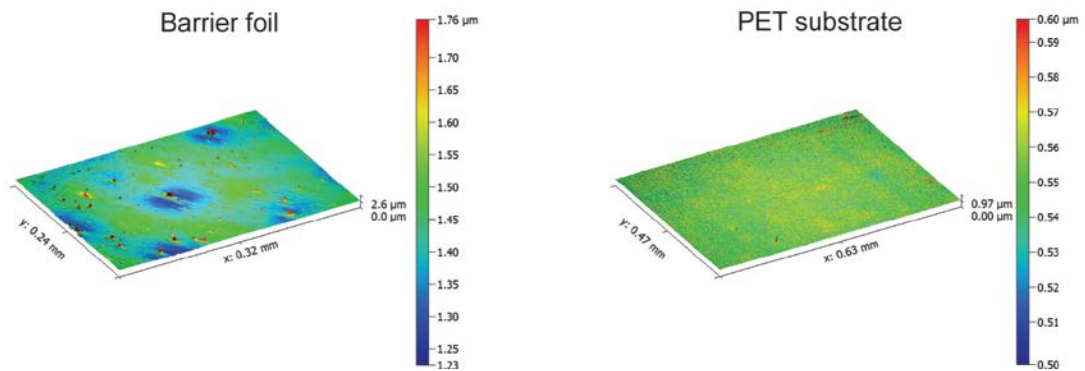 Barrier foil
1.76 µm
1.70
1.65
1.60
1.55
1.50
1.45
1.40
1.35
1.30
1.25
1.23
2.6 µm
0.0 µm
y: 0.24 mm
x: 0.32 mm
PET substrate
0.60 µm
0.59
0.58
0.57
0.56
0.55
0.54
0.53
0.52
0.51
0.50
0.97 µm
0.00 µm
y: 0.47 mm
x: 0.63 mm